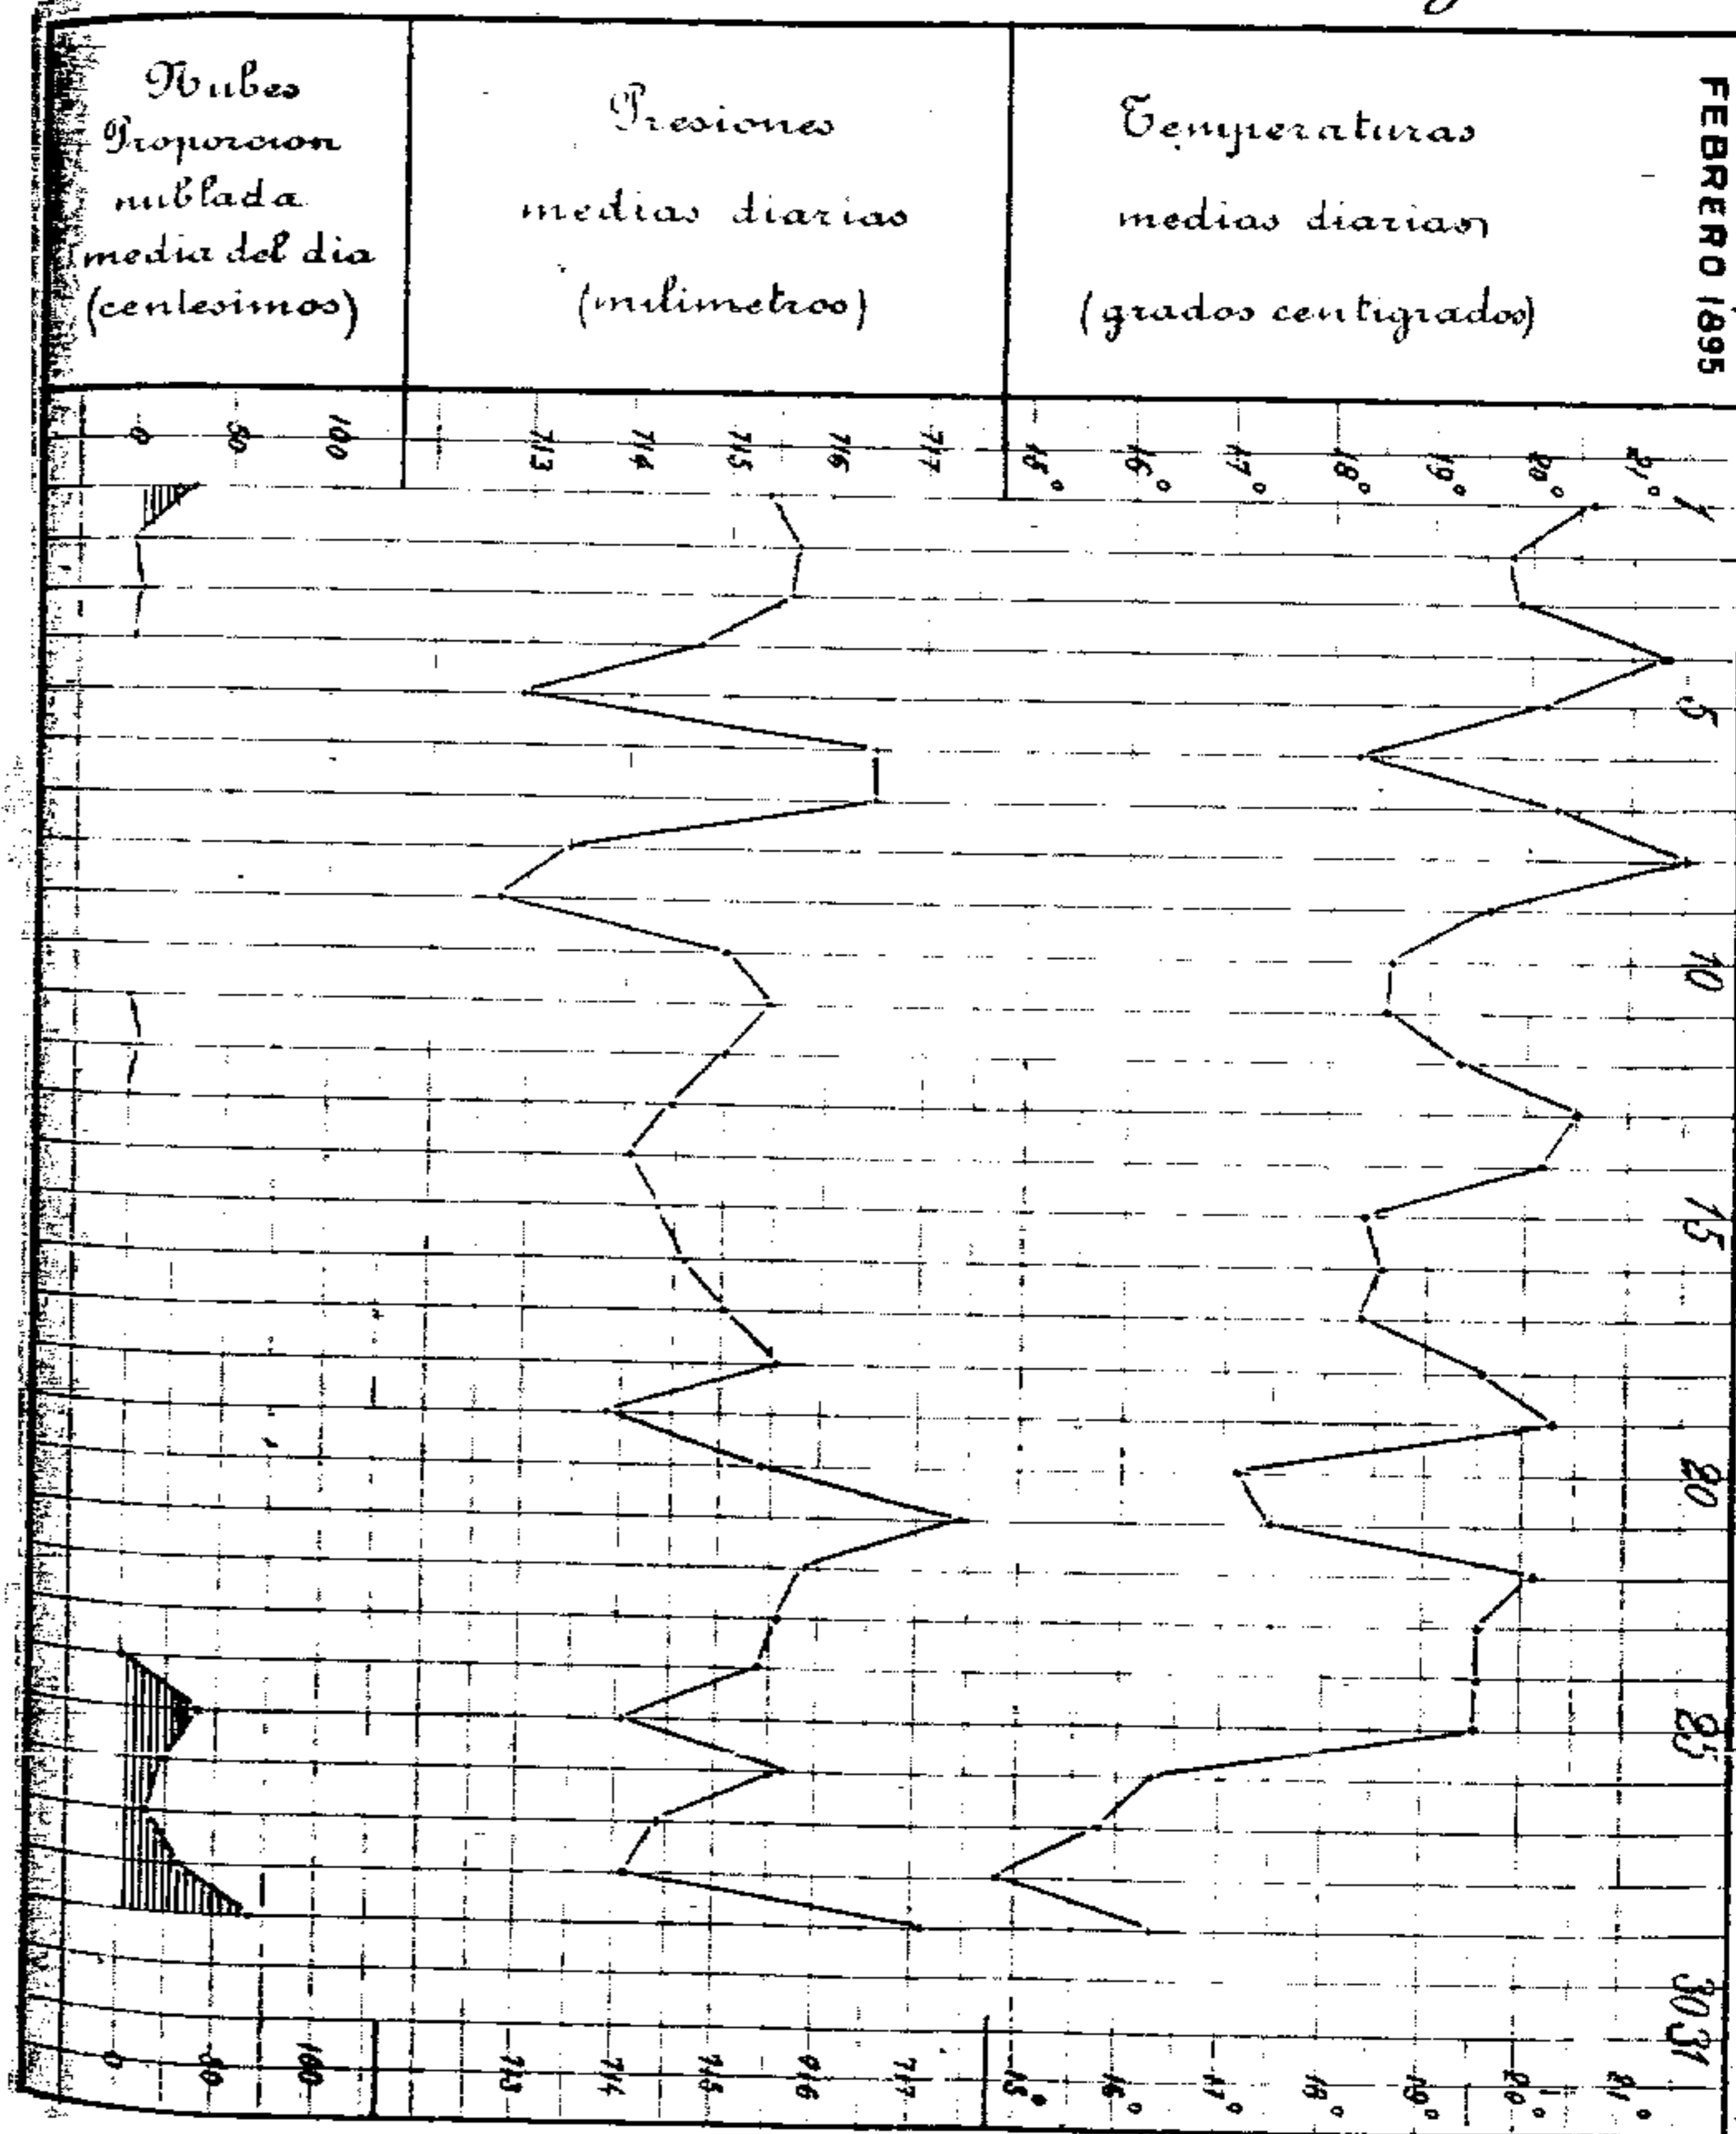 Nubes
Proporcion
nublada
media del dia
(centesimos)
Presiones
medias diarias
(milimetros)
Temperaturas
medias diarias
(grados centigrados)
FEBRERO 1895
0 50 100
713 714 715 716 717
15° 16° 17° 18° 19° 20° 21°
1
5
10
15
20
25
30
31
0 50 100
713 714 715 716 717
15° 16° 17° 18 19° 20° 21°